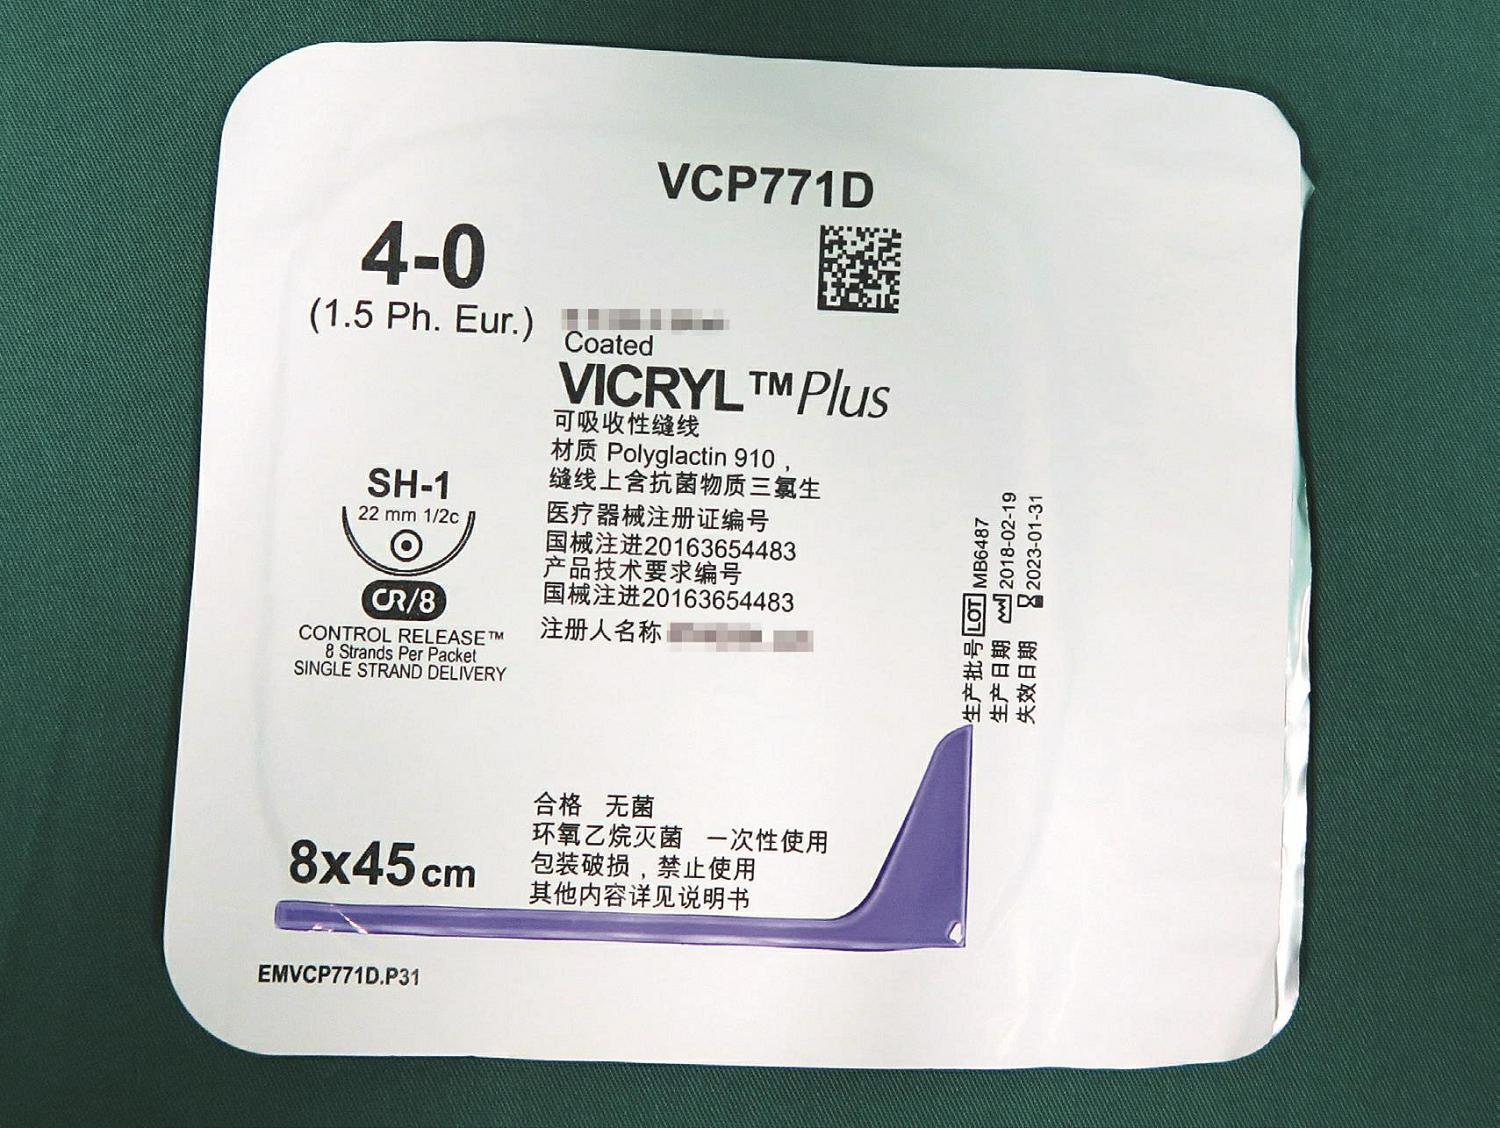 VCP771D
4-0
(1.5 Ph. Eur.)
Coated
VICRYL™ Plus
可吸收性缝线
材质 Polyglactin 910，
缝线上含抗菌物质三氯生
医疗器械注册证编号
国械注进20163654483
产品技术要求编号
国械注进20163654483
注册人名称
SH-1
22 mm 1/2c
CR/8
CONTROL RELEASE™
8 Strands Per Packet
SINGLE STRAND DELIVERY
生产批号 LOT MB6487
生产日期 2018-02-19
失效日期 2023-01-31
8x45cm
合格 无菌
环氧乙烷灭菌 一次性使用
包装破损，禁止使用
其他内容详见说明书
EMVCP771D.P31